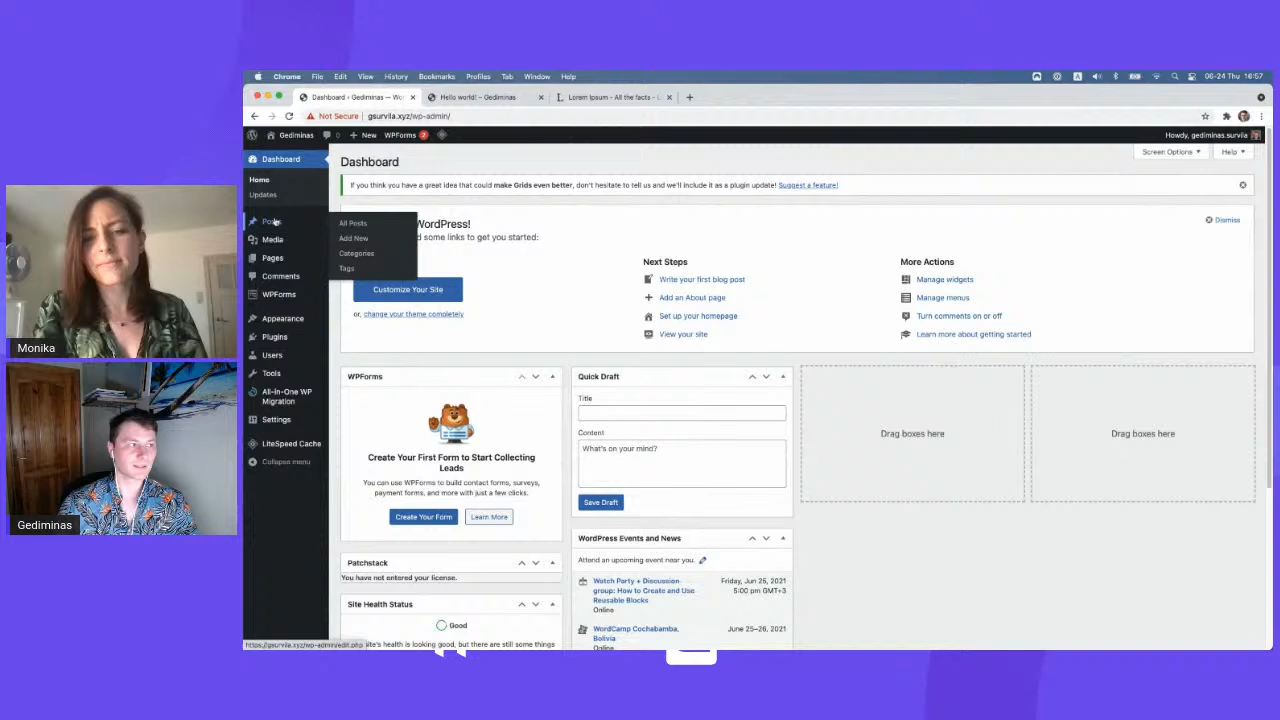 Chrome File Edit View History Bookmarks Profiles Tab Window Help
06-24 Thu 16:57
Dashboard ‹ Gediminas — Wo
Hello world! – Gediminas
Lorem Ipsum - All the facts - L
Not Secure | gsurvila.xyz/wp-admin/
Gediminas 0 New WPForms 2
Howdy, gediminas.survila
Dashboard
Home
Updates
Posts
Media
Pages
Comments
WPForms
Appearance
Plugins
Users
Tools
All-in-One WP
Migration
Settings
LiteSpeed Cache
Collapse menu
All Posts
Add New
Categories
Tags
Dashboard
Screen Options
Help
If you think you have a great idea that could make Grids even better, don't hesitate to tell us and we'll include it as a plugin update! Suggest a feature!
WordPress!
d some links to get you started:
Dismiss
Customize Your Site
or, change your theme completely
Next Steps
Write your first blog post
Add an About page
Set up your homepage
View your site
More Actions
Manage widgets
Manage menus
Turn comments on or off
Learn more about getting started
WPForms
Create Your First Form to Start Collecting
Leads
You can use WPForms to build contact forms, surveys,
payment forms, and more with just a few clicks.
Create Your Form
Learn More
Patchstack
You have not entered your license.
Site Health Status
Good
ite's health is looking good, but there are still some things
Quick Draft
Title
Content
What's on your mind?
Save Draft
WordPress Events and News
Attend an upcoming event near you.
Watch Party + Discussion
group: How to Create and Use
Reusable Blocks
Online
Friday, Jun 25, 2021
5:00 pm GMT+3
WordCamp Cochabamba,
Bolivia
Online
June 25–26, 2021
Drag boxes here
Drag boxes here
https://gsurvila.xyz/wp-admin/edit.php
Monika
Gediminas